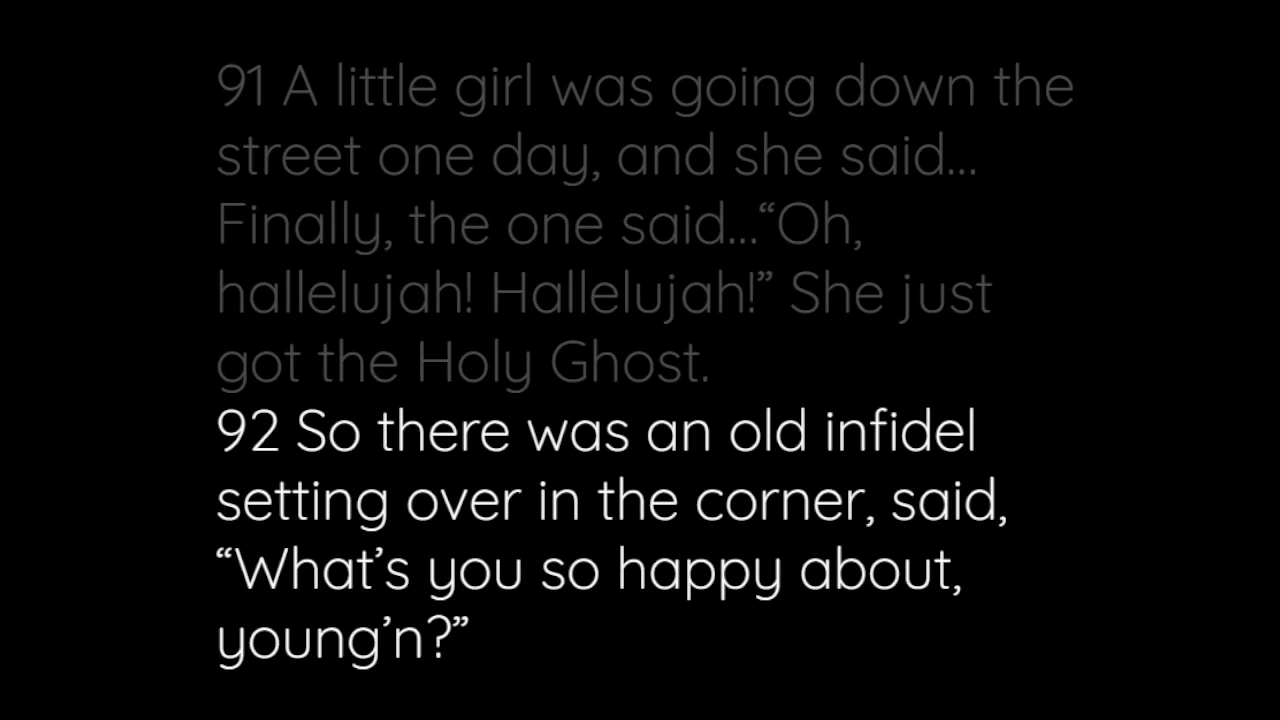 91 A little girl was going down the
street one day, and she said...
Finally, the one said...“Oh,
hallelujah! Hallelujah!” She just
got the Holy Ghost.
92 So there was an old infidel
setting over in the corner, said,
“What’s you so happy about,
young’n?”